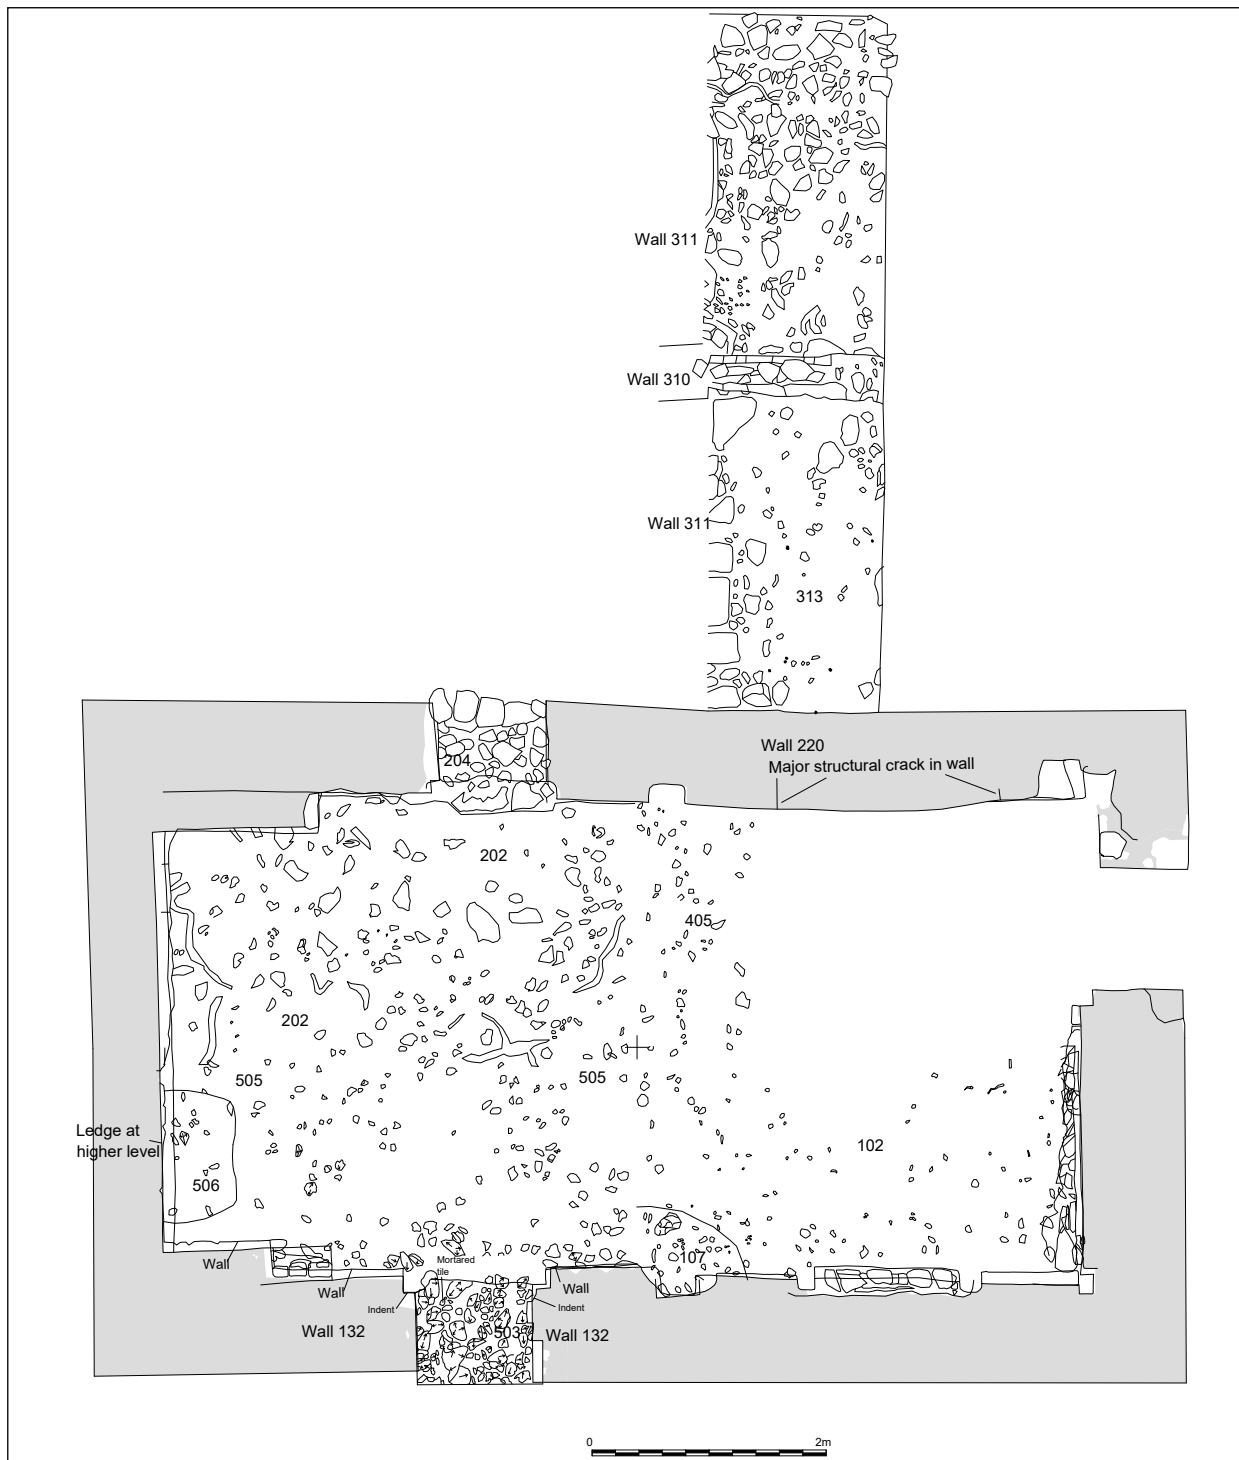 Wall 311
Wall 310
Wall 311
313
204
Wall 220
Major structural crack in wall
202
405
202
505
505
Ledge at
higher level
102
506
107
Wall
Mortared
tile
Wall
Wall
Indent
Indent
Wall 132
503
Wall 132
0
2m